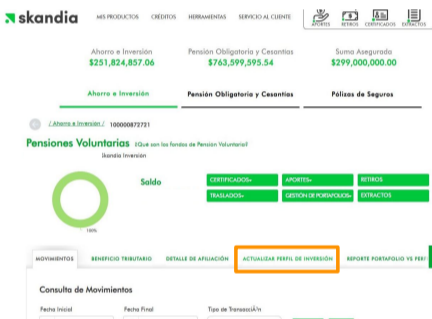 skandia
MIS PRODUCTOS CRÉDITOS HERRAMIENTAS SERVICIO AL CLIENTE
APORTES RETIROS CERTIFICADOS EXTRACTOS
Ahorro e Inversión Pensión Obligatoria y Cesantías Suma Asegurada
$251,824,857.06 $763,599,595.54 $299,000,000.00
Ahorro e Inversión Pensión Obligatoria y Cesantías Pólizas de Seguros
/ Ahorro e Inversión / 100000872721
Pensiones Voluntarias ¿Qué son los fondos de Pensión Voluntaria?
Skandia Inversión
Saldo
CERTIFICADOS APORTES RETIROS
TRASLADOS GESTIÓN DE PORTAFOLIOS EXTRACTOS
100%
MOVIMIENTOS BENEFICIO TRIBUTARIO DETALLE DE AFILIACIÓN ACTUALIZAR PERFIL DE INVERSIÓN REPORTE PORTAFOLIO VS PERF
Consulta de Movimientos
Fecha Inicial Fecha Final Tipo de TransacciÃ³n